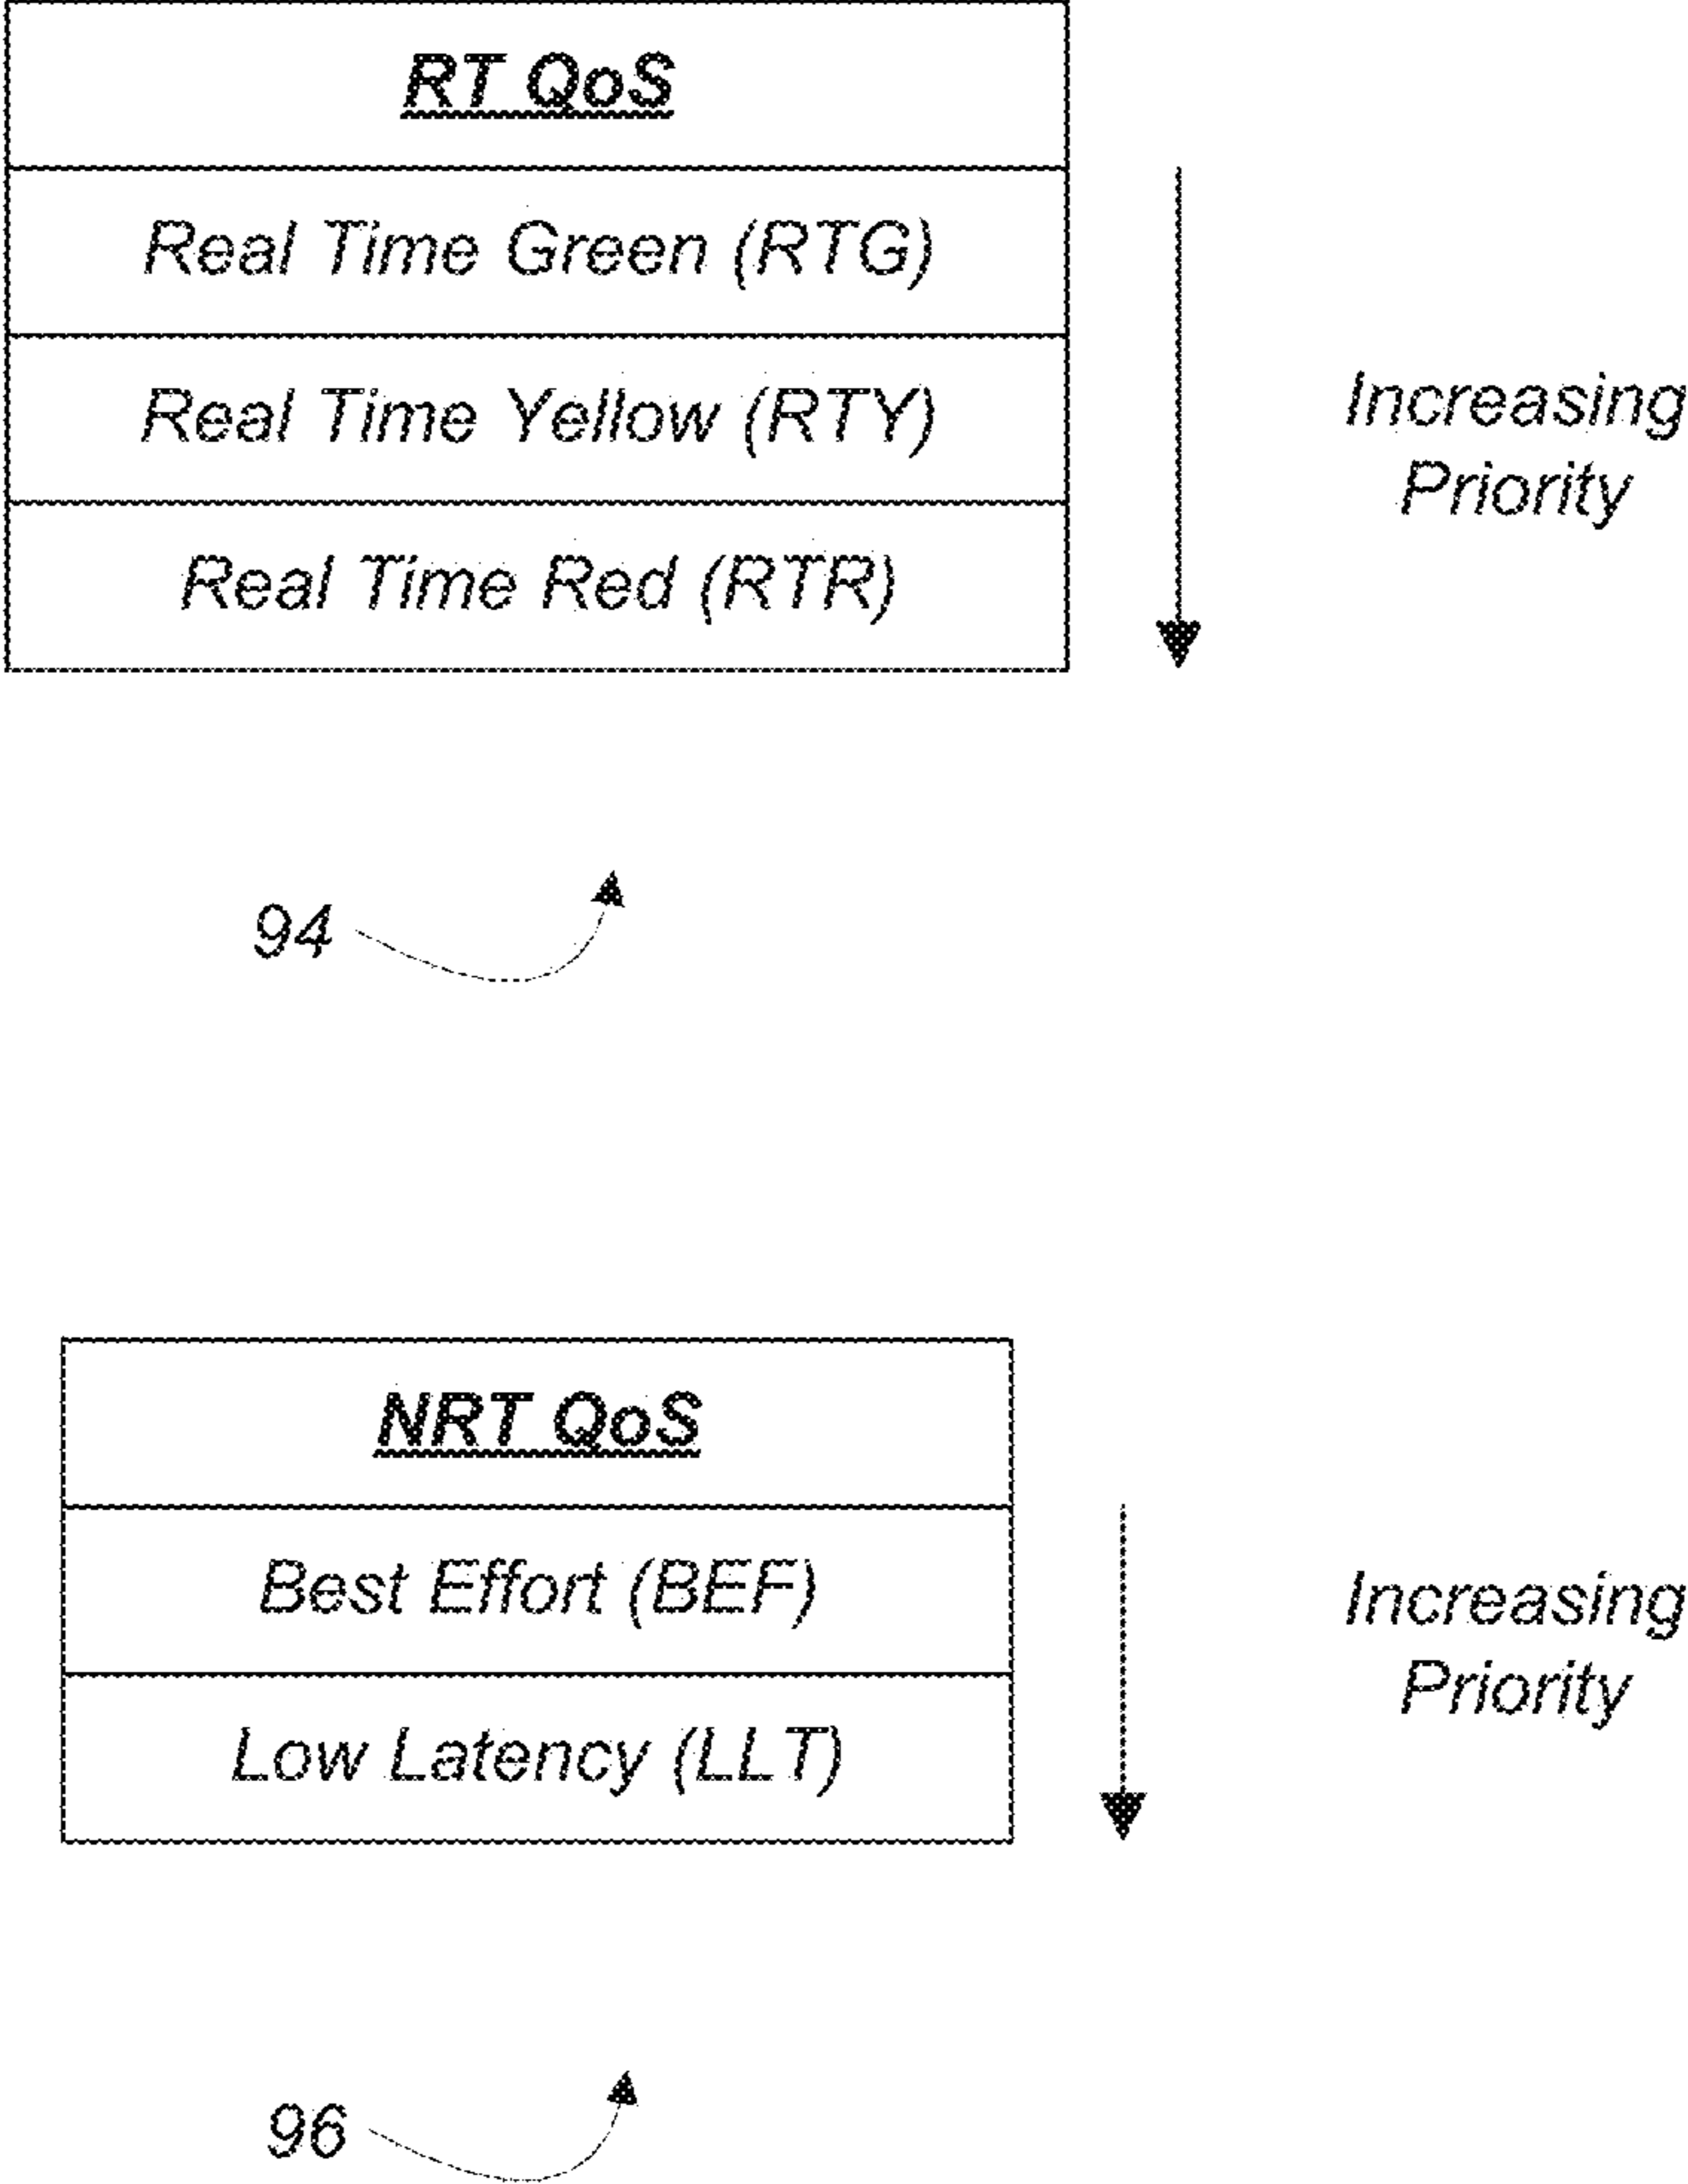 RT QoS
Real Time Green (RTG)
Real Time Yellow (RTY)
Real Time Red (RTR)
Increasing
Priority
94
NRT QoS
Best Effort (BEF)
Low Latency (LLT)
Increasing
Priority
96